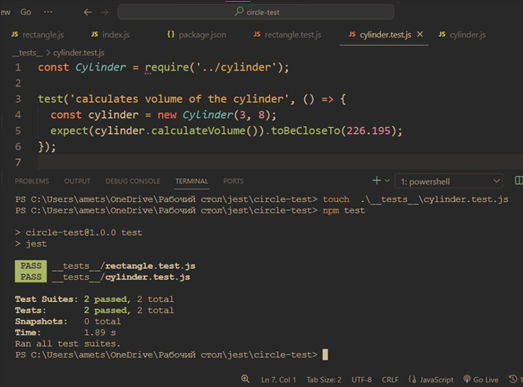 ew Go ... circle-test
rectangle.js index.js package.json rectangle.test.js cylinder.test.js cylinder.js
__tests__ > cylinder.test.js
1 const Cylinder = require('../cylinder');
2
3 test('calculates volume of the cylinder', () => {
4 const cylinder = new Cylinder(3, 8);
5 expect(cylinder.calculateVolume()).toBeCloseTo(226.195);
6 });
7
PROBLEMS OUTPUT DEBUG CONSOLE TERMINAL PORTS 1: powershell
PS C:\Users\amets\OneDrive\Рабочий стол\jest\circle-test> touch .\__tests__\cylinder.test.js
PS C:\Users\amets\OneDrive\Рабочий стол\jest\circle-test> npm test
> circle-test@1.0.0 test
> jest
PASS __tests__/rectangle.test.js
PASS __tests__/cylinder.test.js
Test Suites: 2 passed, 2 total
Tests: 2 passed, 2 total
Snapshots: 0 total
Time: 1.89 s
Ran all test suites.
PS C:\Users\amets\OneDrive\Рабочий стол\jest\circle-test>
Ln 7, Col 1 Tab Size: 2 UTF-8 CRLF JavaScript Go Live 1